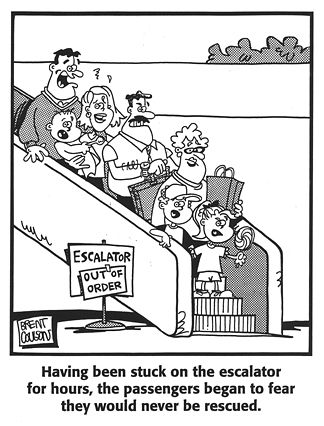 ?
!
ESCALATOR
OUT OF
ORDER
BRENT
COULSON
Having been stuck on the escalator
for hours, the passengers began to fear
they would never be rescued.